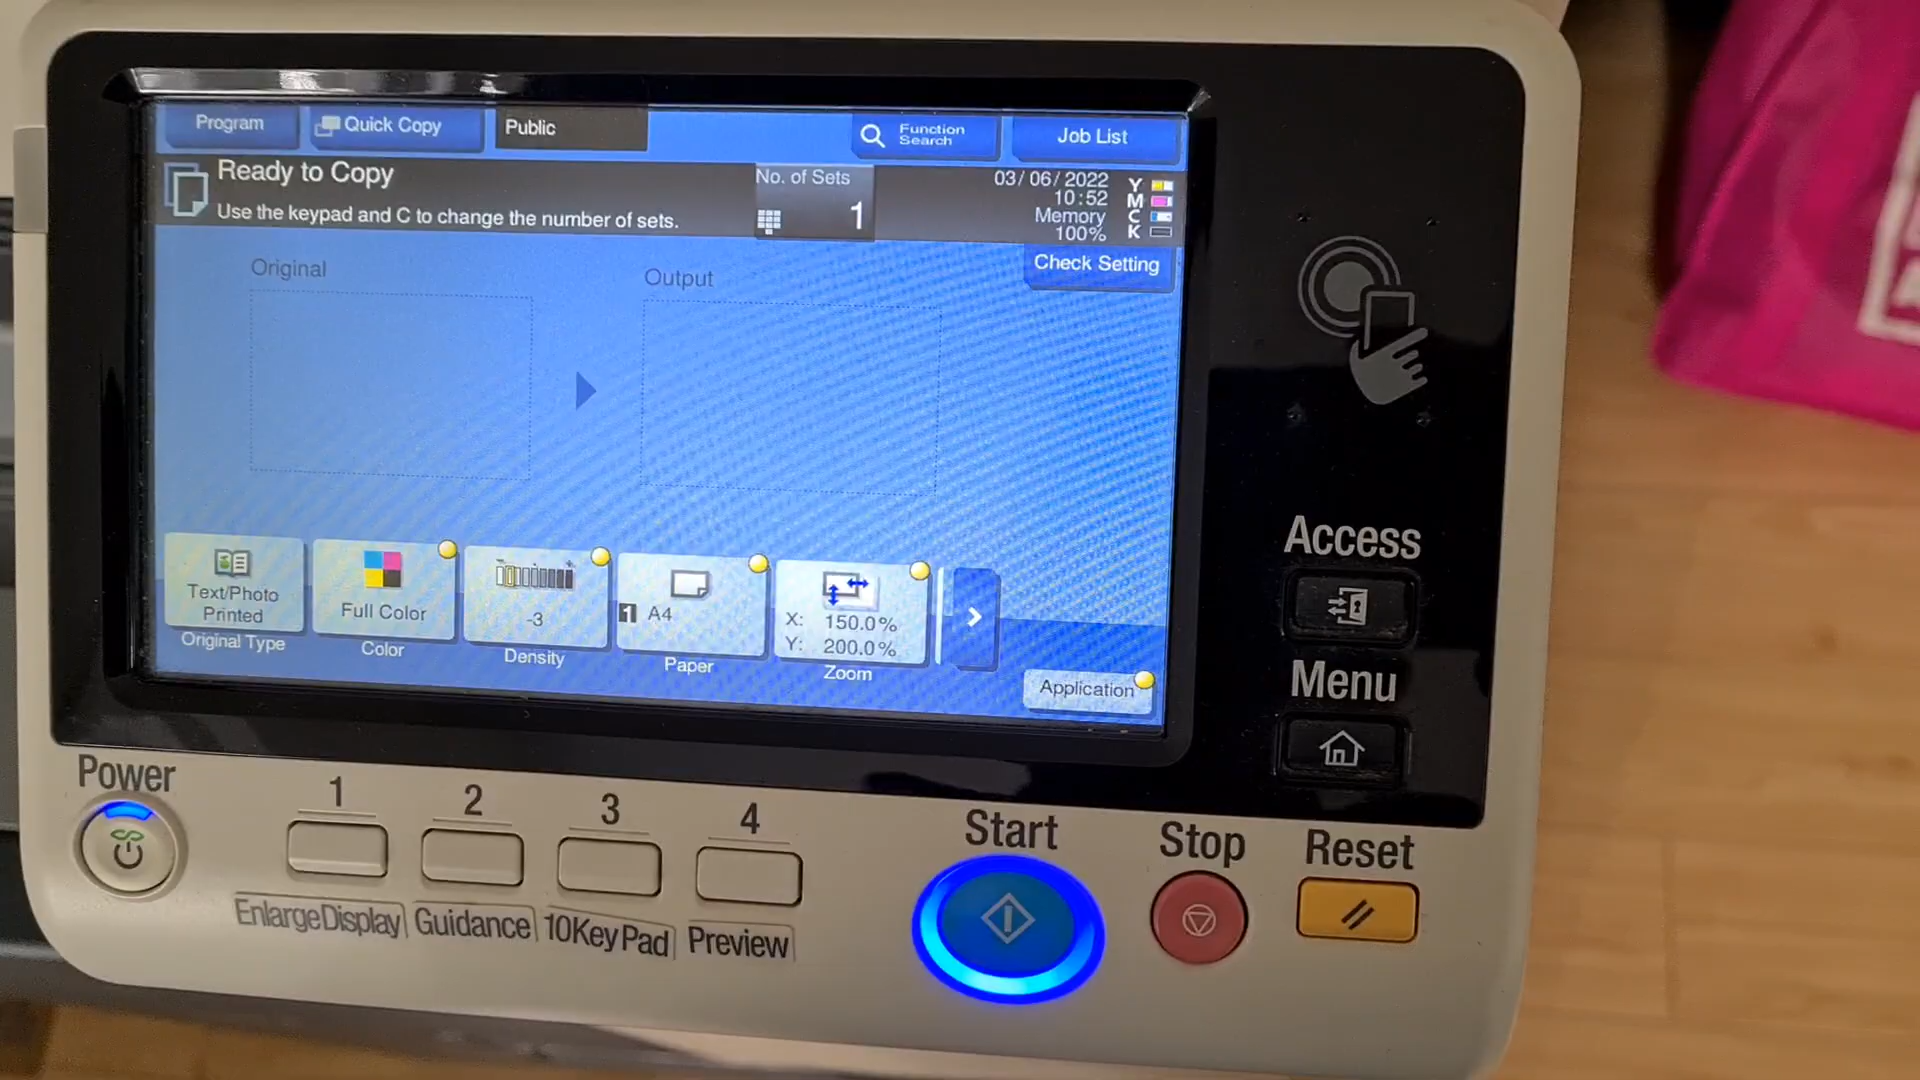 Program
Quick Copy
Public
Function
Search
Job List
Ready to Copy
Use the keypad and C to change the number of sets.
No. of Sets
1
03/06/2022
10:52
Memory
100%
Y
M
C
K
Check Setting
Original
Output
Text/Photo
Printed
Original Type
Full Color
Color
-3
Density
1 A4
Paper
X: 150.0%
Y: 200.0%
Zoom
Application
Access
Menu
Power
1
2
3
4
Enlarge Display
Guidance
10 Key Pad
Preview
Start
Stop
Reset